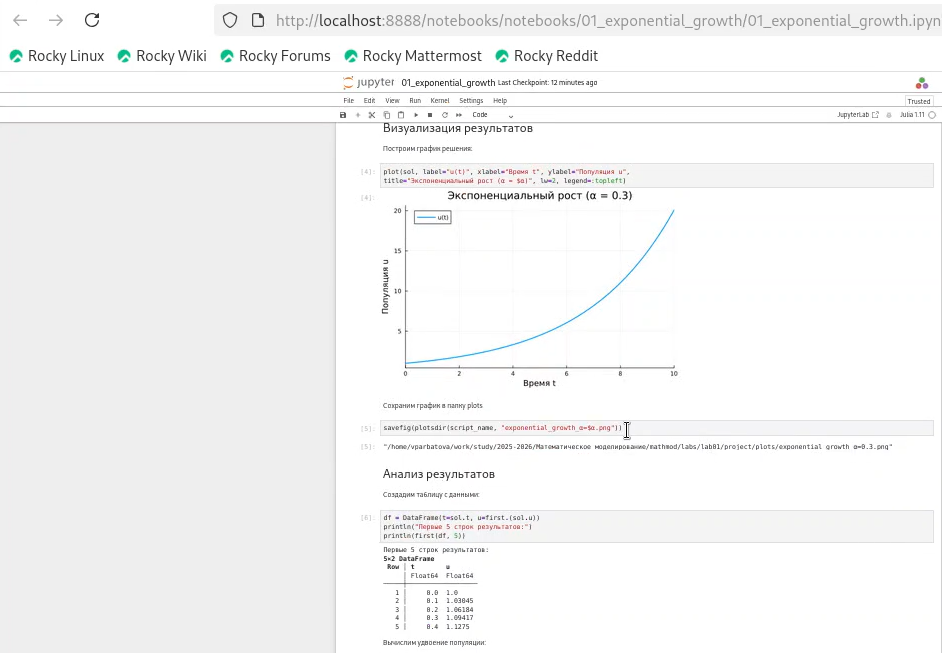 http://localhost:8888/notebooks/notebooks/01_exponential_growth/01_exponential_growth.ipyn
Rocky Linux Rocky Wiki Rocky Forums Rocky Mattermost Rocky Reddit
jupyter 01_exponential_growth Last Checkpoint: 12 minutes ago
File Edit View Run Kernel Settings Help
Trusted
Code
JupyterLab
Julia 1.11
Визуализация результатов
Построим график решения:
[4]:
plot(sol, label="u(t)", xlabel="Время t", ylabel="Популяция u",
title="Экспоненциальный рост (α = $α)", lw=2, legend=:topleft)
[4]:
Экспоненциальный рост (α = 0.3)
u(t)
20
15
10
5
Популяция u
0 2 4 6 8 10
Время t
Сохраним график в папку plots
[5]:
savefig(plotsdir(script_name, "exponential_growth_α=$α.png"))
[5]:
"/home/vparbatova/work/study/2025-2026/Математическое моделирование/mathmod/labs/lab01/project/plots/exponential_growth_α=0.3.png"
Анализ результатов
Создадим таблицу с данными:
[6]:
df = DataFrame(t=sol.t, u=first.(sol.u))
println("Первые 5 строк результатов:")
println(first(df, 5))
Первые 5 строк результатов:
5×2 DataFrame
Row │ t u
│ Float64 Float64
1 │ 0.0 1.0
2 │ 0.1 1.03045
3 │ 0.2 1.06184
4 │ 0.3 1.09417
5 │ 0.4 1.1275
Вычислим удвоение популяции: